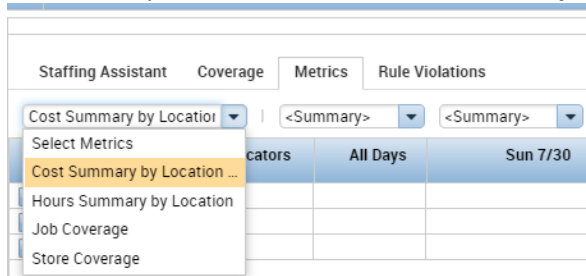 Staffing Assistant Coverage Metrics Rule Violations
Cost Summary by Location <Summary> <Summary>
Select Metrics
cators All Days Sun 7/30
Cost Summary by Location ...
Hours Summary by Location
Job Coverage
Store Coverage